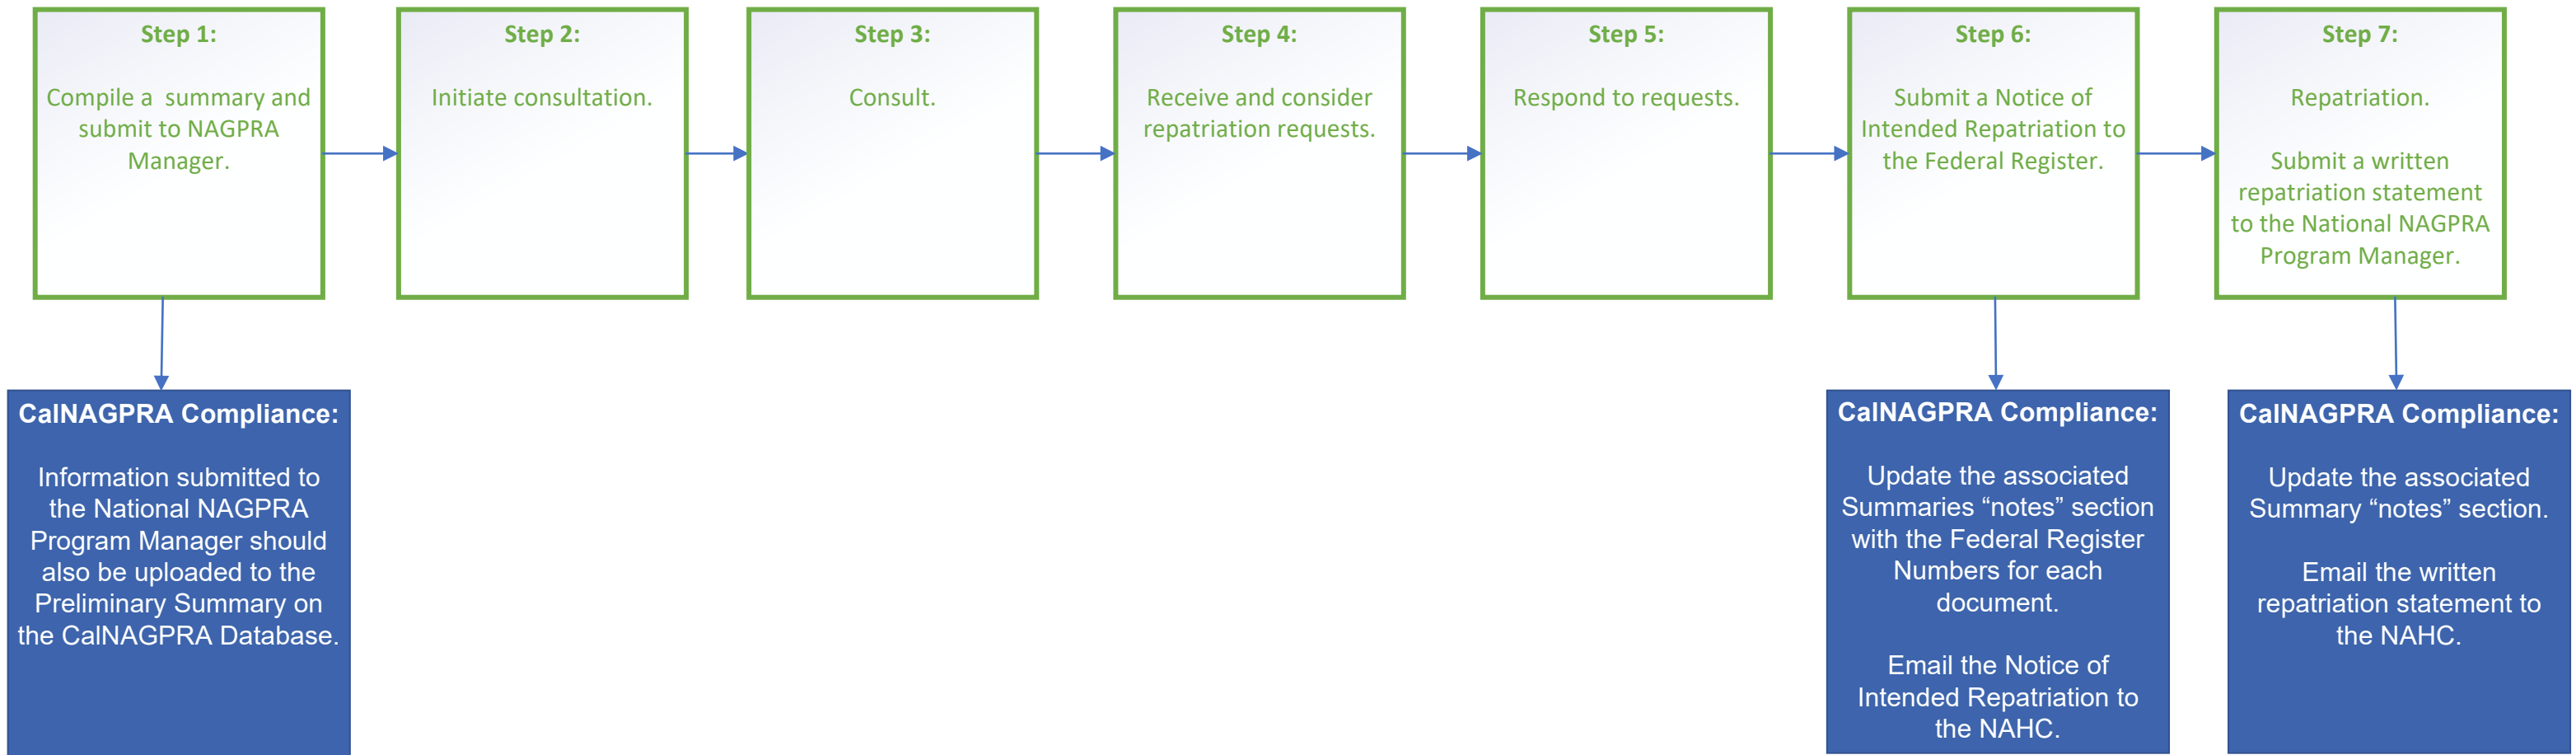 Step 1:
Compile a summary and
submit to NAGPRA
Manager.
Step 2:
Initiate consultation.
Step 3:
Consult.
Step 4:
Receive and consider
repatriation requests.
Step 5:
Respond to requests.
Step 6:
Submit a Notice of
Intended Repatriation to
the Federal Register.
Step 7:
Repatriation.
Submit a written
repatriation statement
to the National NAGPRA
Program Manager.
CalNAGPRA Compliance:
Information submitted to
the National NAGPRA
Program Manager should
also be uploaded to the
Preliminary Summary on
the CalNAGPRA Database.
CalNAGPRA Compliance:
Update the associated
Summaries “notes” section
with the Federal Register
Numbers for each
document.
Email the Notice of
Intended Repatriation to
the NAHC.
CalNAGPRA Compliance:
Update the associated
Summary “notes” section.
Email the written
repatriation statement to
the NAHC.